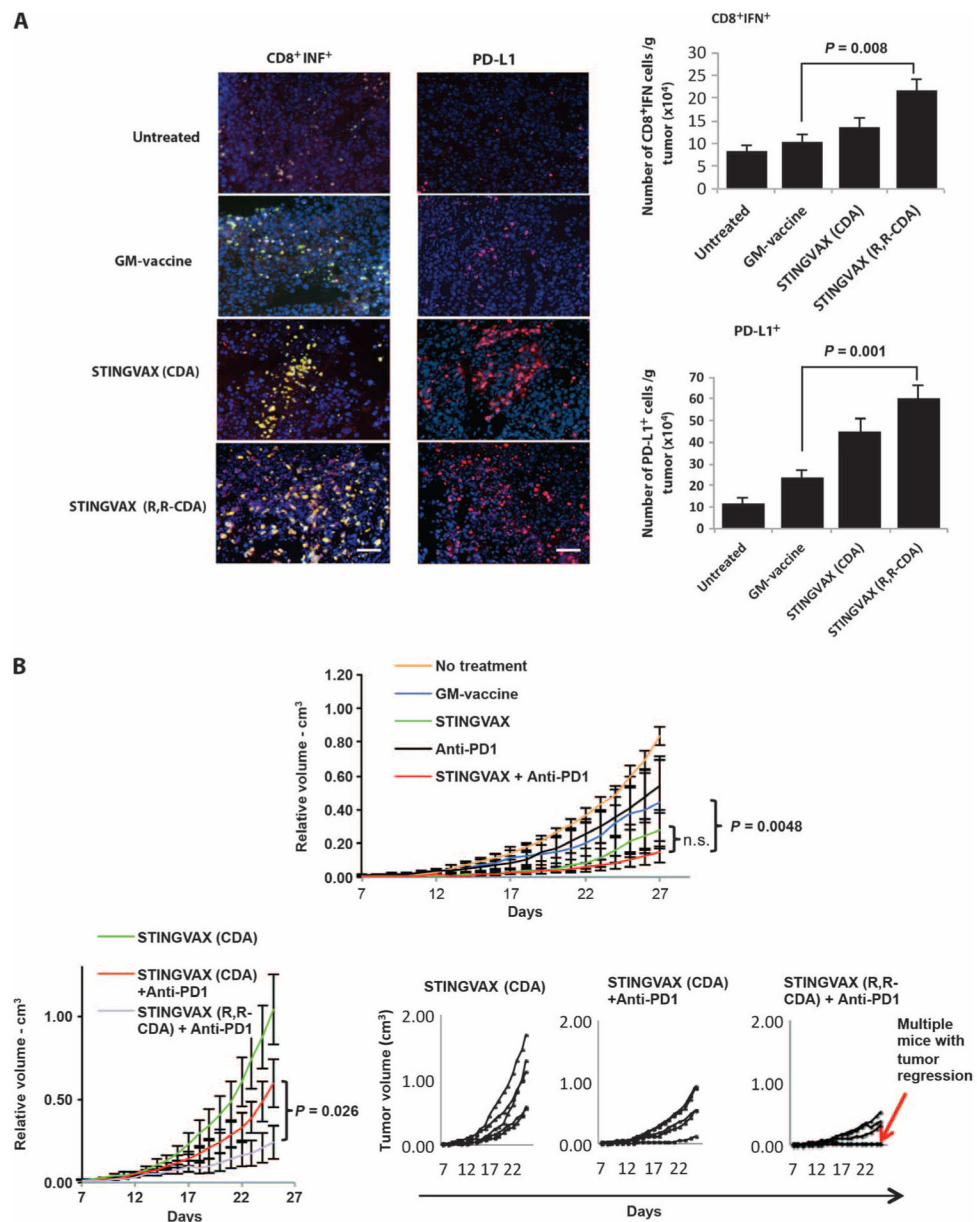 A
CD8⁺ INF⁺
PD-L1
Untreated
GM-vaccine
STINGVAX (CDA)
STINGVAX (R,R-CDA)
CD8⁺IFN⁺
P = 0.008
Number of CD8⁺IFN cells /g
tumor (x10⁴)
30
25
20
15
10
5
0
Untreated
GM-vaccine
STINGVAX (CDA)
STINGVAX (R,R-CDA)
PD-L1⁺
P = 0.001
Number of PD-L1⁺ cells /g
tumor (x10⁴)
70
60
50
40
30
20
10
0
Untreated
GM-vaccine
STINGVAX (CDA)
STINGVAX (R,R-CDA)
B
No treatment
GM-vaccine
STINGVAX
Anti-PD1
STINGVAX + Anti-PD1
Relative volume - cm³
1.20
1.00
0.80
0.60
0.40
0.20
0.00
n.s.
P = 0.0048
7 12 17 22 27
Days
STINGVAX (CDA)
STINGVAX (CDA)
+Anti-PD1
STINGVAX (R,R-
CDA) + Anti-PD1
Relative volume - cm³
1.00
0.50
0.00
P = 0.026
7 12 17 22 27
Days
STINGVAX (CDA)
Tumor volume (cm³)
2.00
1.00
0.00
7 12 17 22
STINGVAX (CDA)
+Anti-PD1
2.00
1.00
0.00
7 12 17 22
STINGVAX (R,R-
CDA) + Anti-PD1
2.00
1.00
0.00
7 12 17 22
Multiple
mice with
tumor
regression
Days